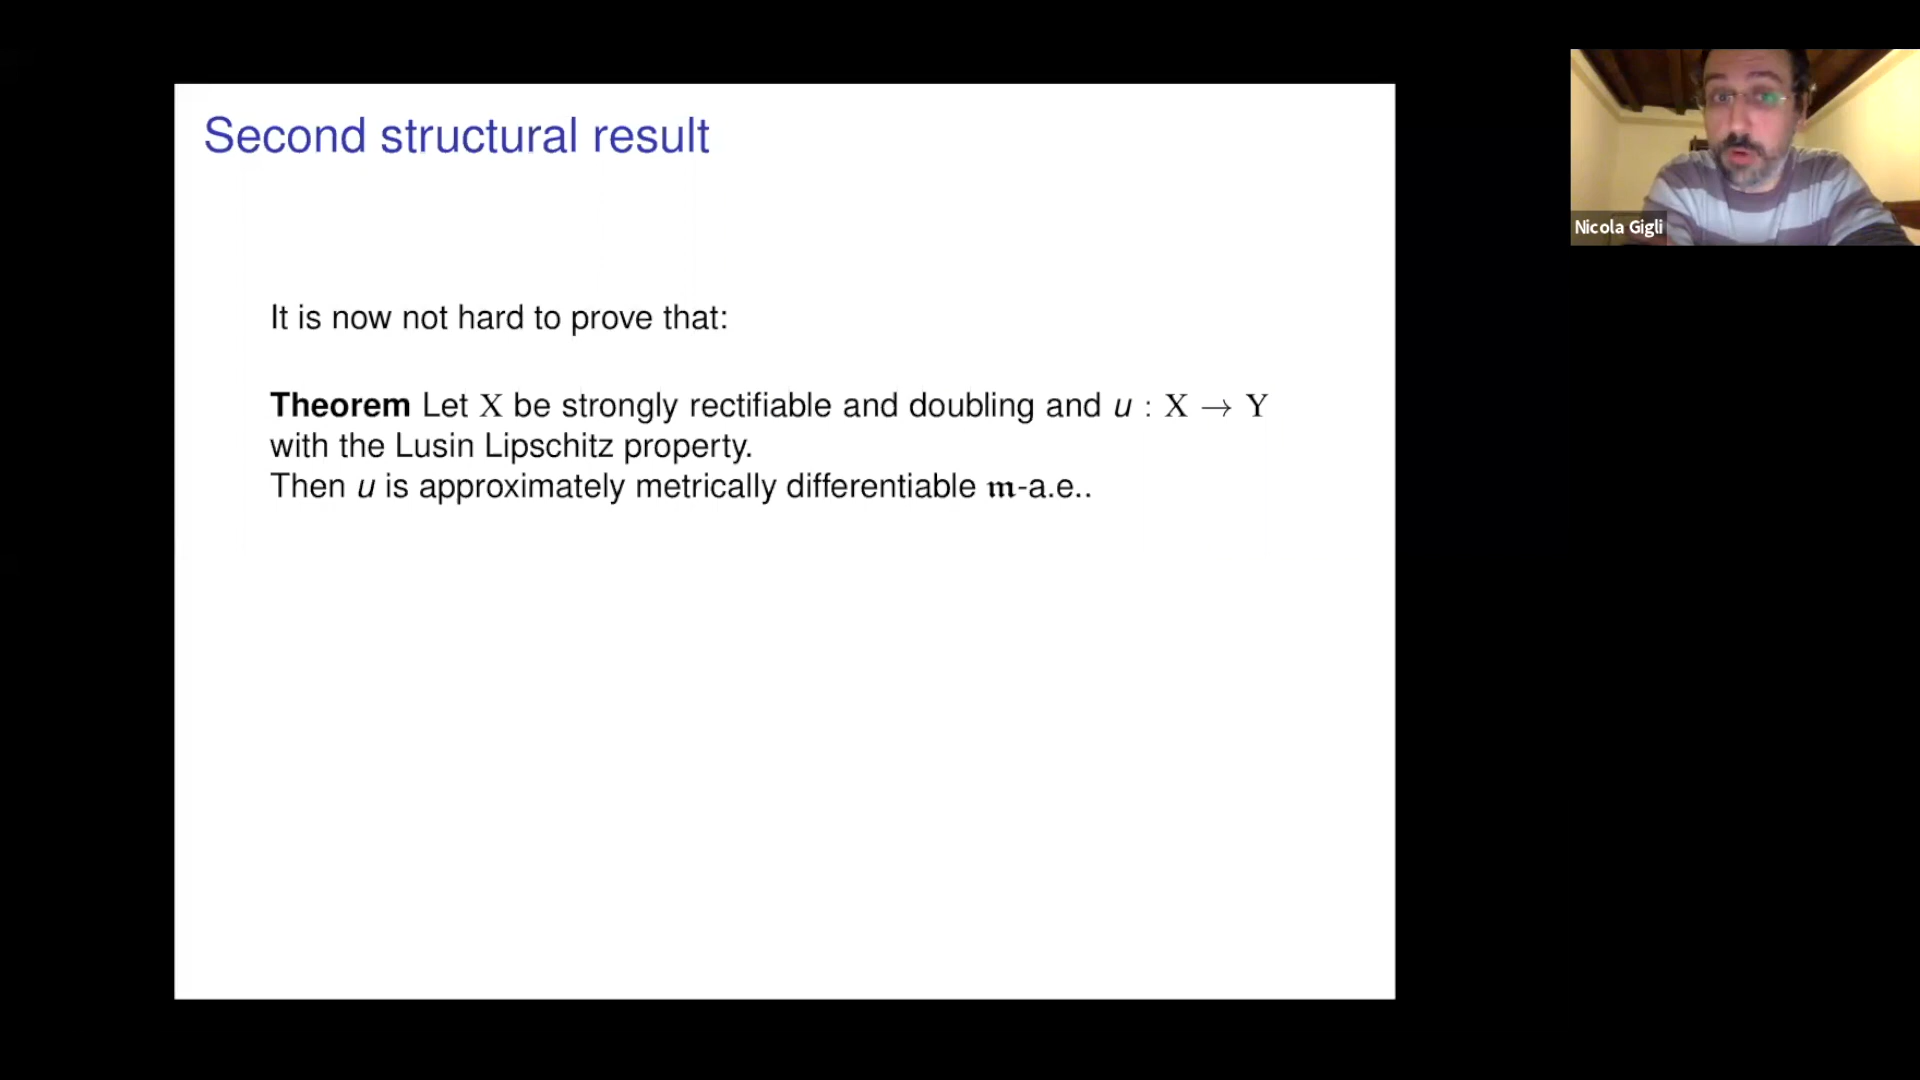 Second structural result
Nicola Gigli
It is now not hard to prove that:
Theorem Let X be strongly rectifiable and doubling and u : X → Y
with the Lusin Lipschitz property.
Then u is approximately metrically differentiable 𝔪-a.e..